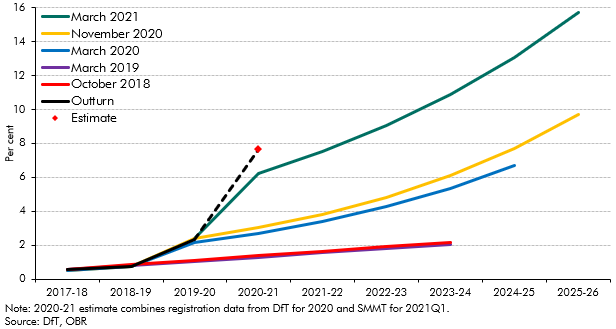 16
14
12
10
8
6
4
2
0
Per cent
March 2021
November 2020
March 2020
March 2019
October 2018
Outturn
Estimate
2017-18 2018-19 2019-20 2020-21 2021-22 2022-23 2023-24 2024-25 2025-26
Note: 2020-21 estimate combines registration data from DfT for 2020 and SMMT for 2021Q1.
Source: DfT, OBR